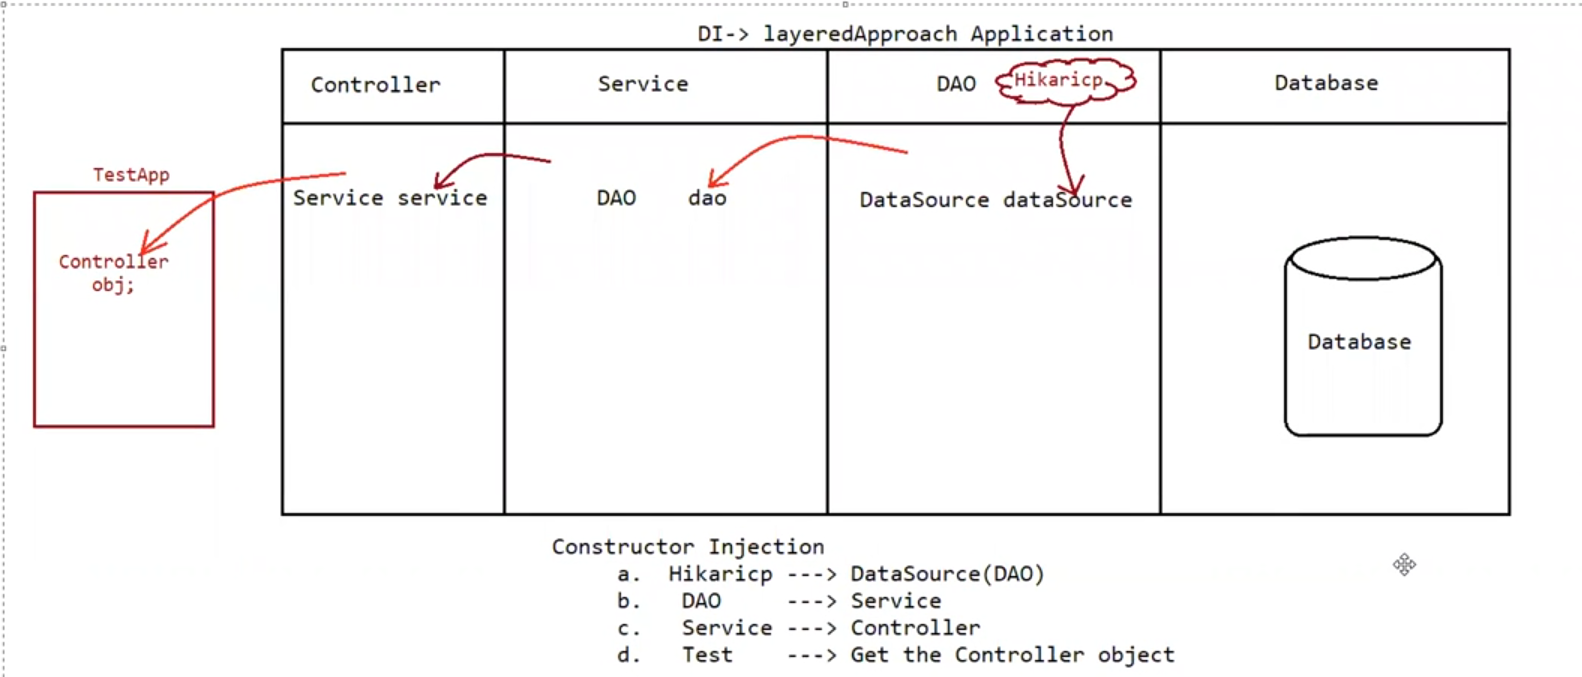 DI-> layeredApproach Application
Controller Service DAO Hikaricp Database
TestApp
Service service DAO dao DataSource dataSource
Controller
obj;
Database
Constructor Injection
a. Hikaricp ---> DataSource(DAO)
b. DAO ---> Service
c. Service ---> Controller
d. Test ---> Get the Controller object